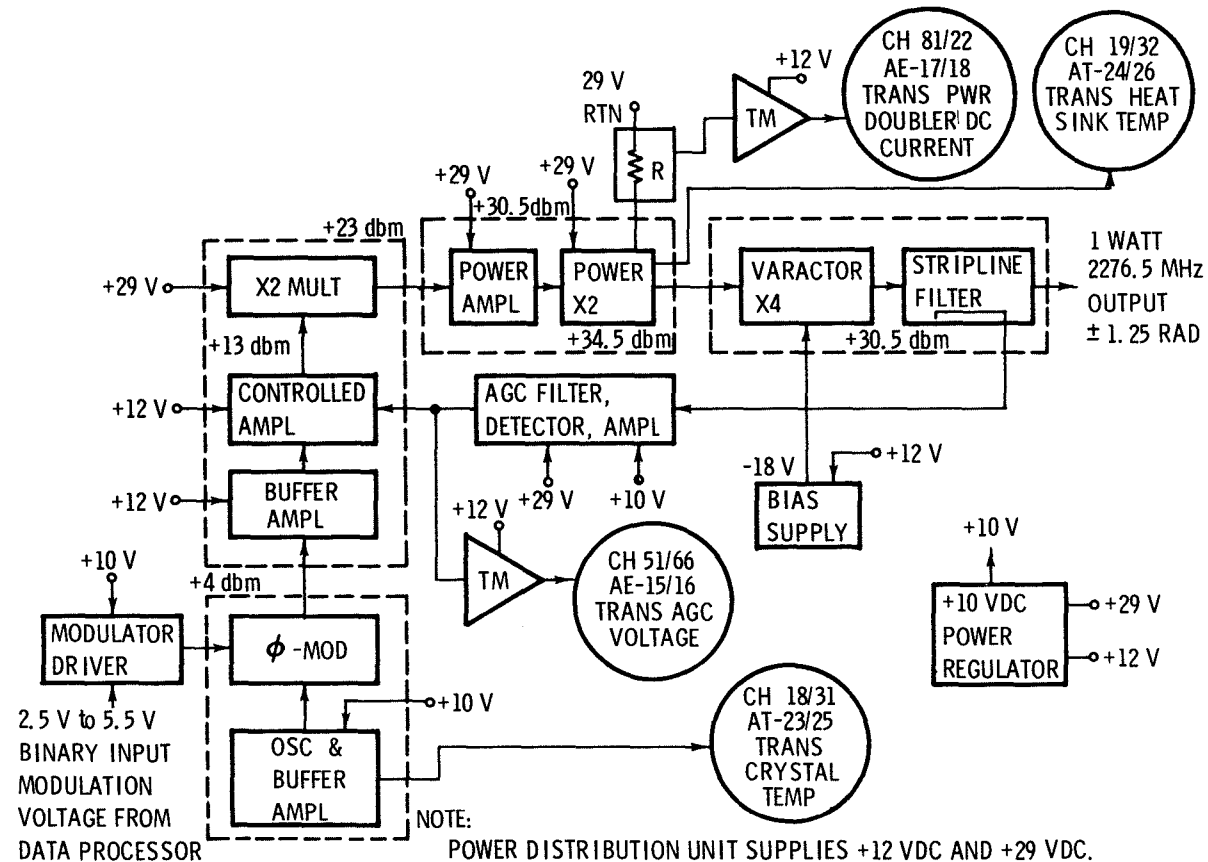 CH 81/22
AE-17/18
TRANS PWR
DOUBLER DC
CURRENT
CH 19/32
AT-24/26
TRANS HEAT
SINK TEMP
+12 V
29 V
RTN
TM
R
+29 V
+29 V
+30.5dbm
+23 dbm
POWER
AMPL
POWER
X2
+34.5 dbm
VARACTOR
X4
STRIPLINE
FILTER
+30.5 dbm
1 WATT
2276.5 MHz
OUTPUT
± 1.25 RAD
+29 V
X2 MULT
+13 dbm
+12 V
CONTROLLED
AMPL
AGC FILTER,
DETECTOR, AMPL
+29 V
+10 V
-18 V
+12 V
BIAS
SUPPLY
+12 V
BUFFER
AMPL
+12 V
TM
CH 51/66
AE-15/16
TRANS AGC
VOLTAGE
+10 V
+10 VDC
POWER
REGULATOR
+29 V
+12 V
+10 V
+4 dbm
MODULATOR
DRIVER
ϕ -MOD
2.5 V to 5.5 V
BINARY INPUT
MODULATION
VOLTAGE FROM
DATA PROCESSOR
+10 V
OSC &
BUFFER
AMPL
CH 18/31
AT-23/25
TRANS
CRYSTAL
TEMP
NOTE:
POWER DISTRIBUTION UNIT SUPPLIES +12 VDC AND +29 VDC.